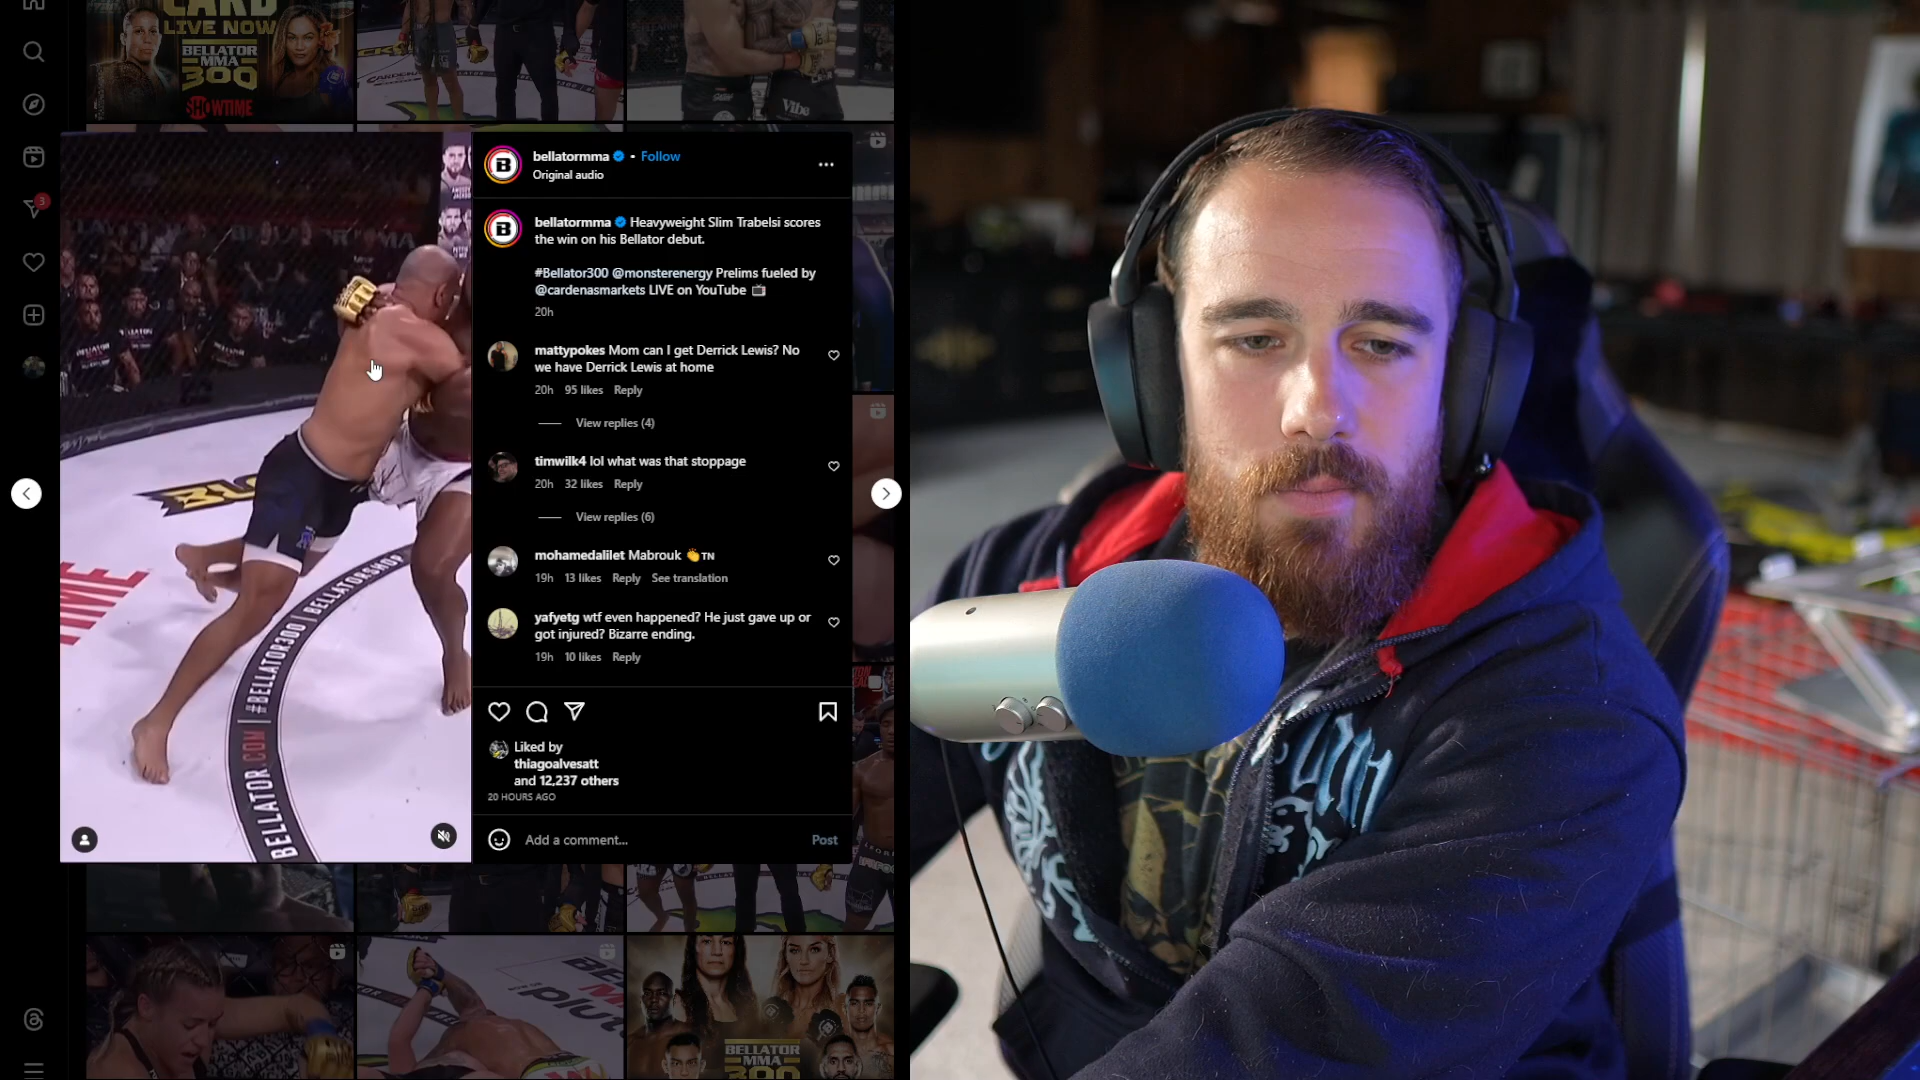 CARD
LIVE NOW
BELLATOR
MMA
300
SHOWTIME
Vibe
3
bellatormma • Follow
Original audio
bellatormma Heavyweight Slim Trabelsi scores
the win on his Bellator debut.
#Bellator300 @monsterenergy Prelims fueled by
@cardenasmarkets LIVE on YouTube 📺
20h
mattypokes Mom can I get Derrick Lewis? No
we have Derrick Lewis at home
20h 95 likes Reply
View replies (4)
timwilk4 lol what was that stoppage
20h 32 likes Reply
View replies (6)
mohamedalilet Mabrouk 👏🇹🇳
19h 13 likes Reply See translation
yafyetg wtf even happened? He just gave up or
got injured? Bizarre ending.
19h 10 likes Reply
Liked by
thiagoalvesatt
and 12,237 others
20 HOURS AGO
Add a comment... Post
BELLATOR.COM | #BELLATOR300 | BELLATORSHOP
BELLATOR
MMA
300